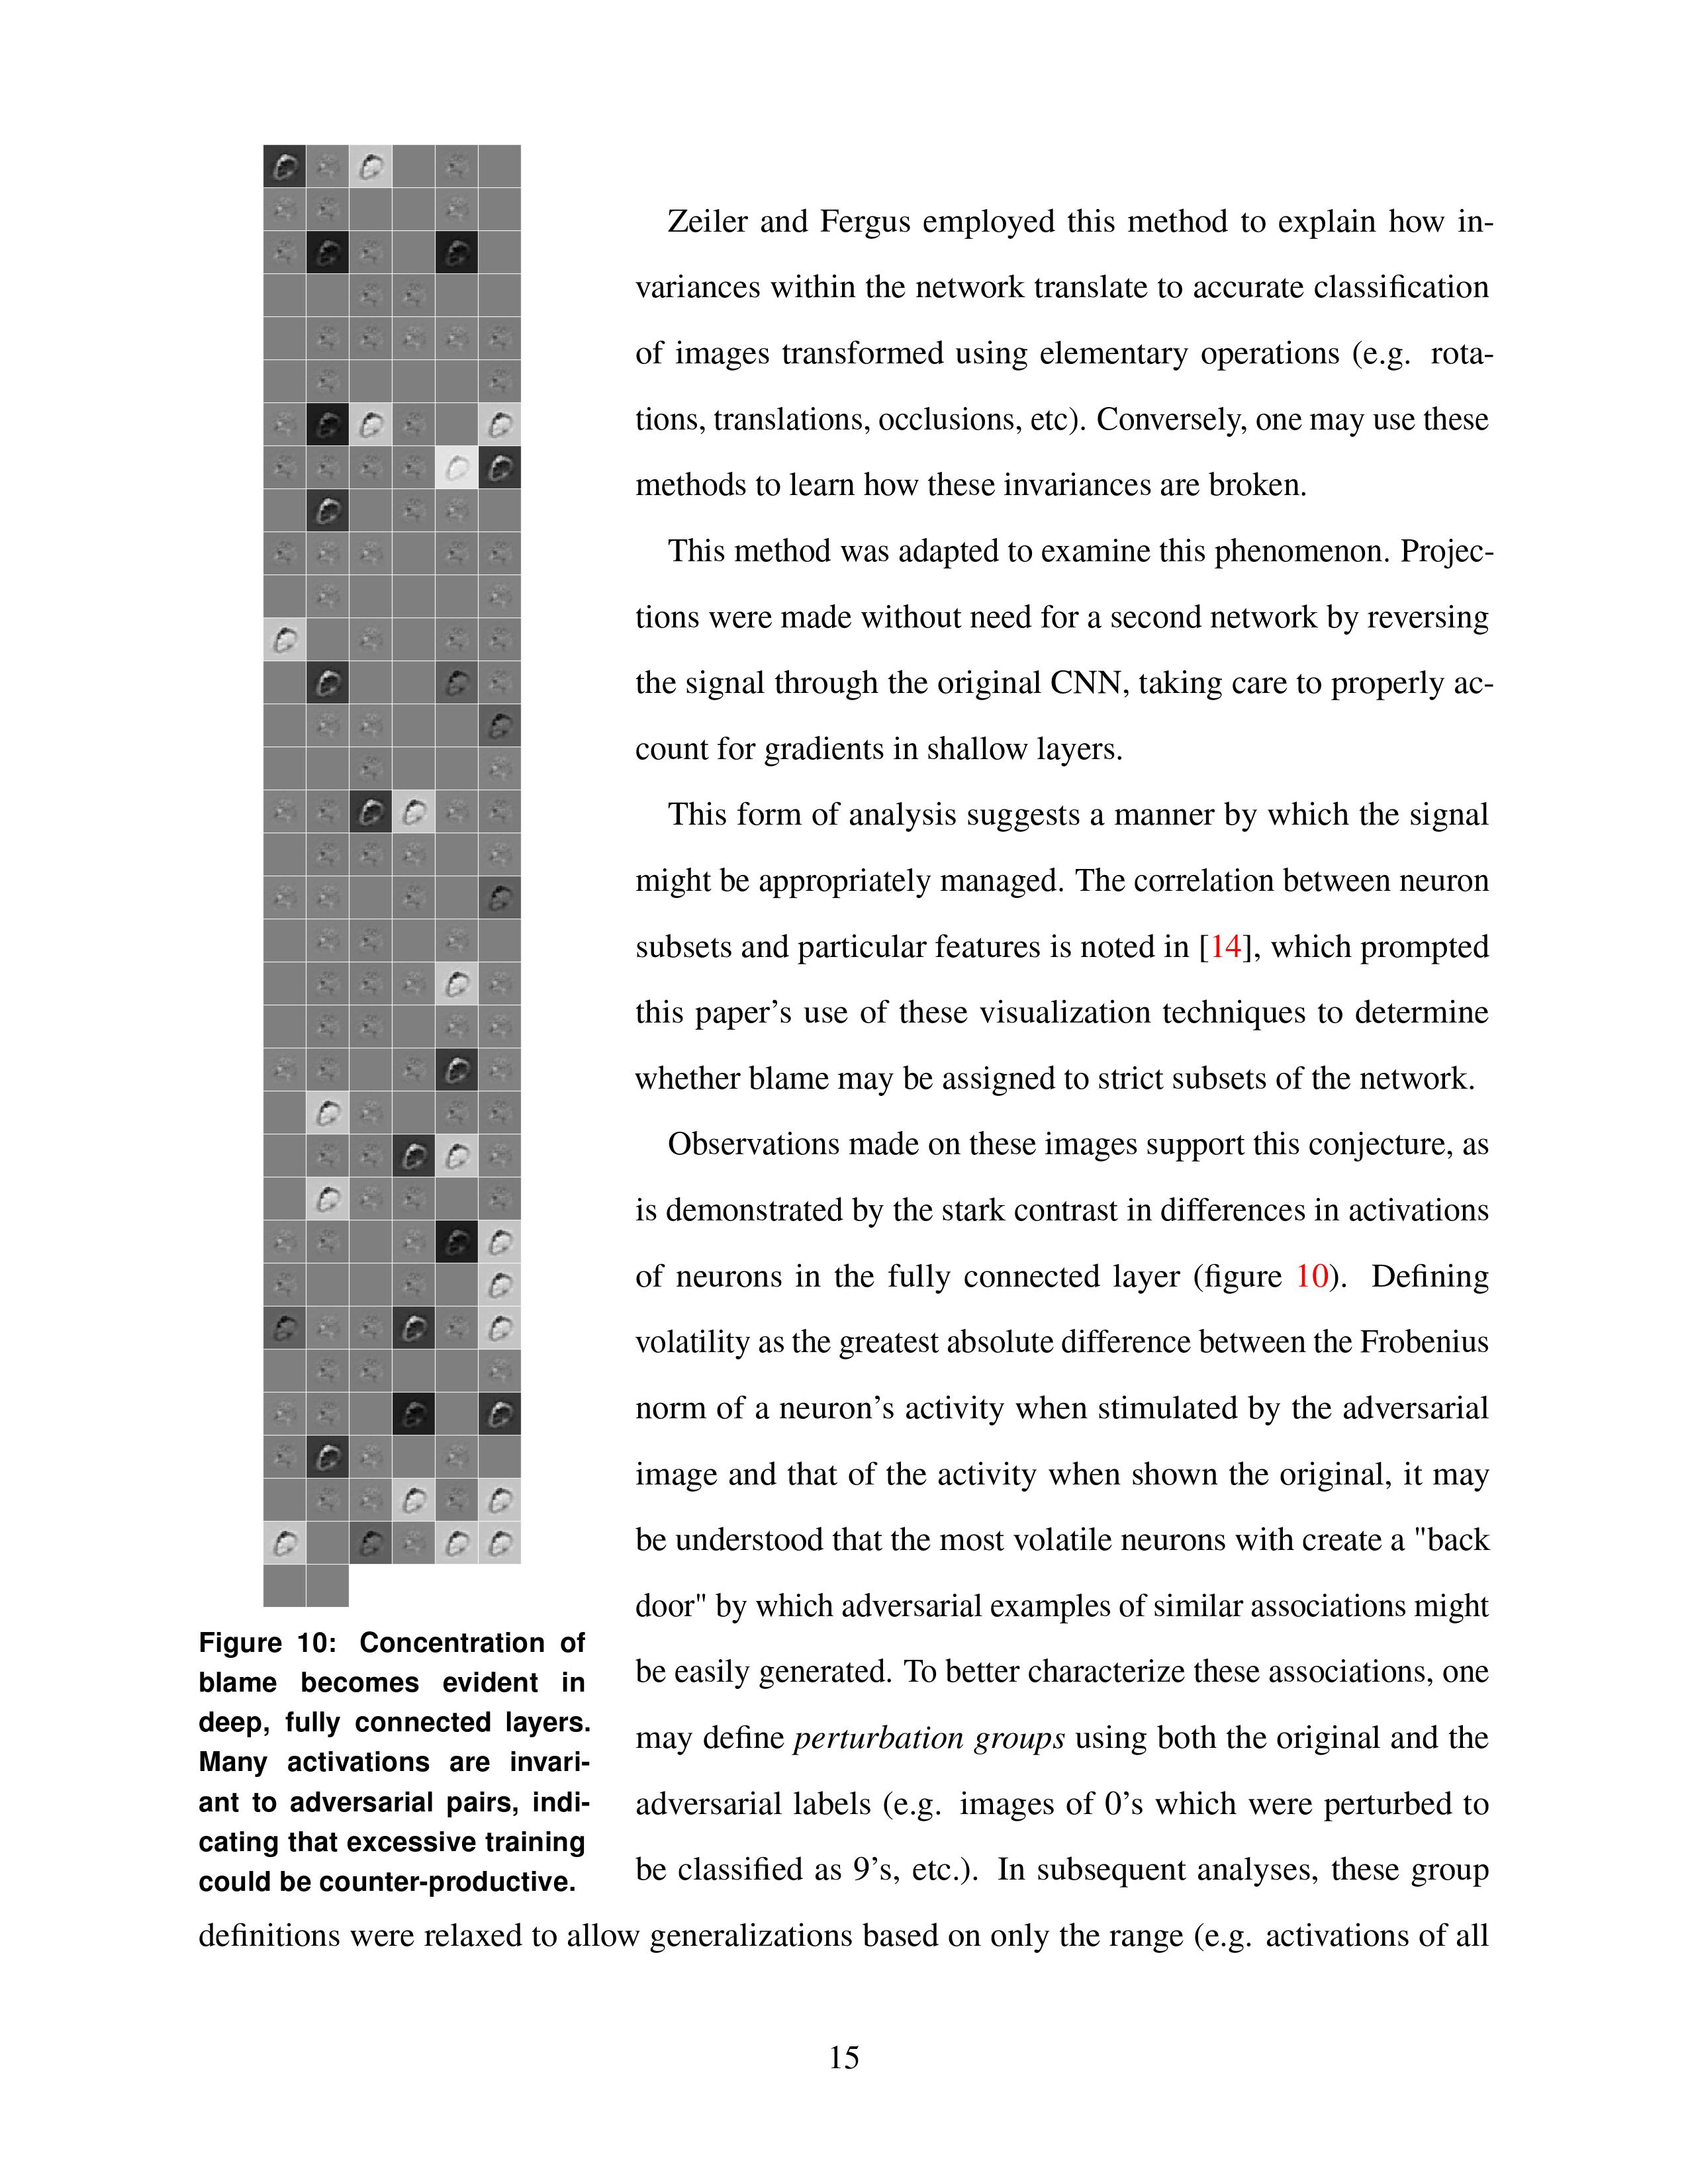 Zeiler and Fergus employed this method to explain how in-
variances within the network translate to accurate classification
of images transformed using elementary operations (e.g. rota-
tions, translations, occlusions, etc). Conversely, one may use these
methods to learn how these invariances are broken.
This method was adapted to examine this phenomenon. Projec-
tions were made without need for a second network by reversing
the signal through the original CNN, taking care to properly ac-
count for gradients in shallow layers.
This form of analysis suggests a manner by which the signal
might be appropriately managed. The correlation between neuron
subsets and particular features is noted in [14], which prompted
this paper's use of these visualization techniques to determine
whether blame may be assigned to strict subsets of the network.
Observations made on these images support this conjecture, as
is demonstrated by the stark contrast in differences in activations
of neurons in the fully connected layer (figure 10). Defining
volatility as the greatest absolute difference between the Frobenius
norm of a neuron's activity when stimulated by the adversarial
image and that of the activity when shown the original, it may
be understood that the most volatile neurons with create a "back
door" by which adversarial examples of similar associations might
be easily generated. To better characterize these associations, one
may define perturbation groups using both the original and the
adversarial labels (e.g. images of 0's which were perturbed to
be classified as 9's, etc.). In subsequent analyses, these group
definitions were relaxed to allow generalizations based on only the range (e.g. activations of all
Figure 10: Concentration of
blame becomes evident in
deep, fully connected layers.
Many activations are invari-
ant to adversarial pairs, indi-
cating that excessive training
could be counter-productive.
15